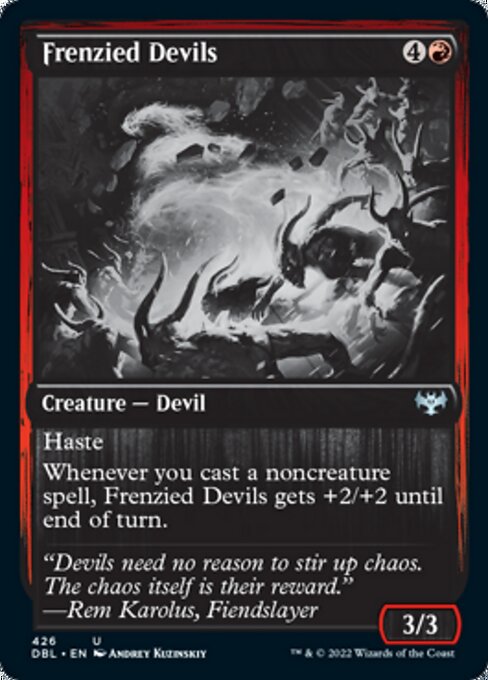 Frenzied Devils 4
Creature — Devil
Haste
Whenever you cast a noncreature
spell, Frenzied Devils gets +2/+2 until
end of turn.
“Devils need no reason to stir up chaos.
The chaos itself is their reward.”
—Rem Karolus, Fiendslayer
3/3
426 U
DBL • EN Andrey Kuzinskiy
™ & © 2022 Wizards of the Coast